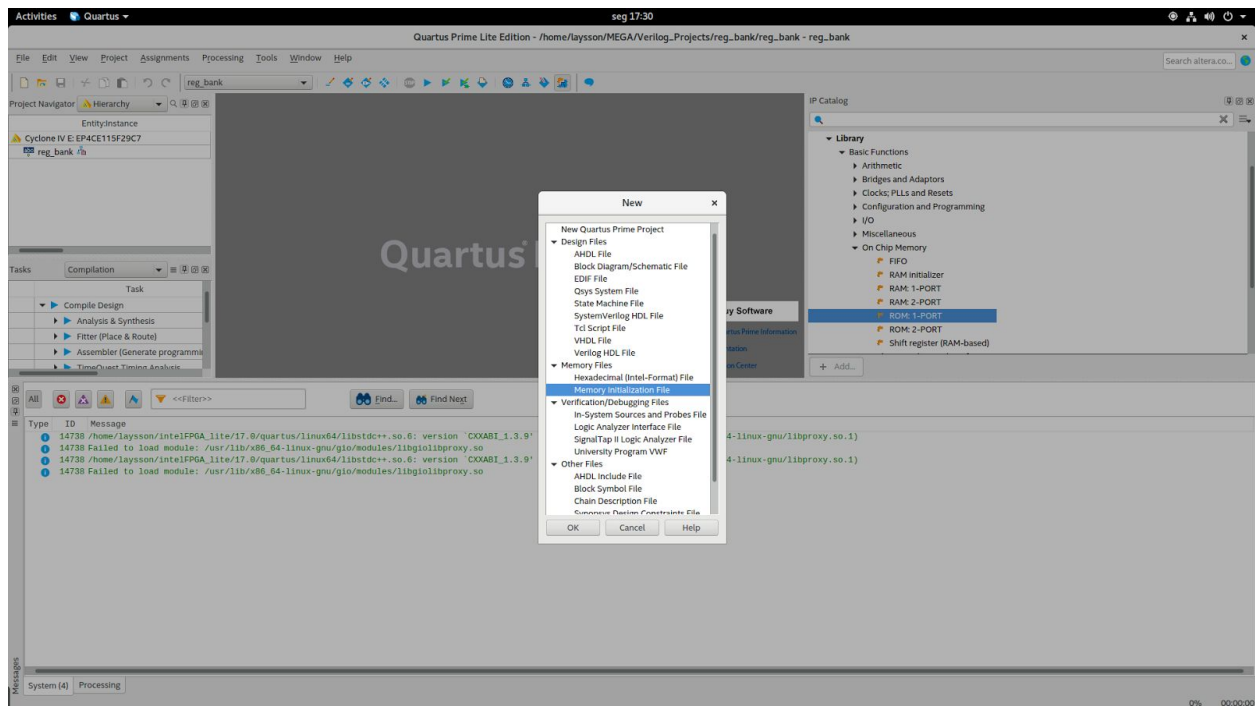 Activities Quartus seg 17:30
Quartus Prime Lite Edition - /home/laysson/MEGA/Verilog_Projects/reg_bank/reg_bank - reg_bank
File Edit View Project Assignments Processing Tools Window Help
Search altera.co...
reg_bank
Project Navigator Hierarchy
Entity:Instance
Cyclone IV E: EP4CE115F29C7
reg_bank
Tasks Compilation
Task
Compile Design
Analysis & Synthesis
Fitter (Place & Route)
Assembler (Generate programmi
TimeQuest Timing Analysis
Quartus
uy Software
rtus Prime Information
ntation
on Center
New
New Quartus Prime Project
Design Files
AHDL File
Block Diagram/Schematic File
EDIF File
Qsys System File
State Machine File
SystemVerilog HDL File
Tcl Script File
VHDL File
Verilog HDL File
Memory Files
Hexadecimal (Intel-Format) File
Memory Initialization File
Verification/Debugging Files
In-System Sources and Probes File
Logic Analyzer Interface File
SignalTap II Logic Analyzer File
University Program VWF
Other Files
AHDL Include File
Block Symbol File
Chain Description File
Synopsys Design Constraints File
OK Cancel Help
IP Catalog
Library
Basic Functions
Arithmetic
Bridges and Adaptors
Clocks; PLLs and Resets
Configuration and Programming
I/O
Miscellaneous
On Chip Memory
FIFO
RAM initializer
RAM: 1-PORT
RAM: 2-PORT
ROM: 1-PORT
ROM: 2-PORT
Shift register (RAM-based)
+ Add...
All <<Filter>> Find... Find Next
Type ID Message
14738 /home/laysson/intelFPGA_lite/17.0/quartus/linux64/libstdc++.so.6: version `CXXABI_1.3.9' 4-linux-gnu/libproxy.so.1)
14738 Failed to load module: /usr/lib/x86_64-linux-gnu/gio/modules/libgiolibproxy.so
14738 /home/laysson/intelFPGA_lite/17.0/quartus/linux64/libstdc++.so.6: version `CXXABI_1.3.9' 4-linux-gnu/libproxy.so.1)
14738 Failed to load module: /usr/lib/x86_64-linux-gnu/gio/modules/libgiolibproxy.so
Messages
System (4) Processing
0% 00:00:00